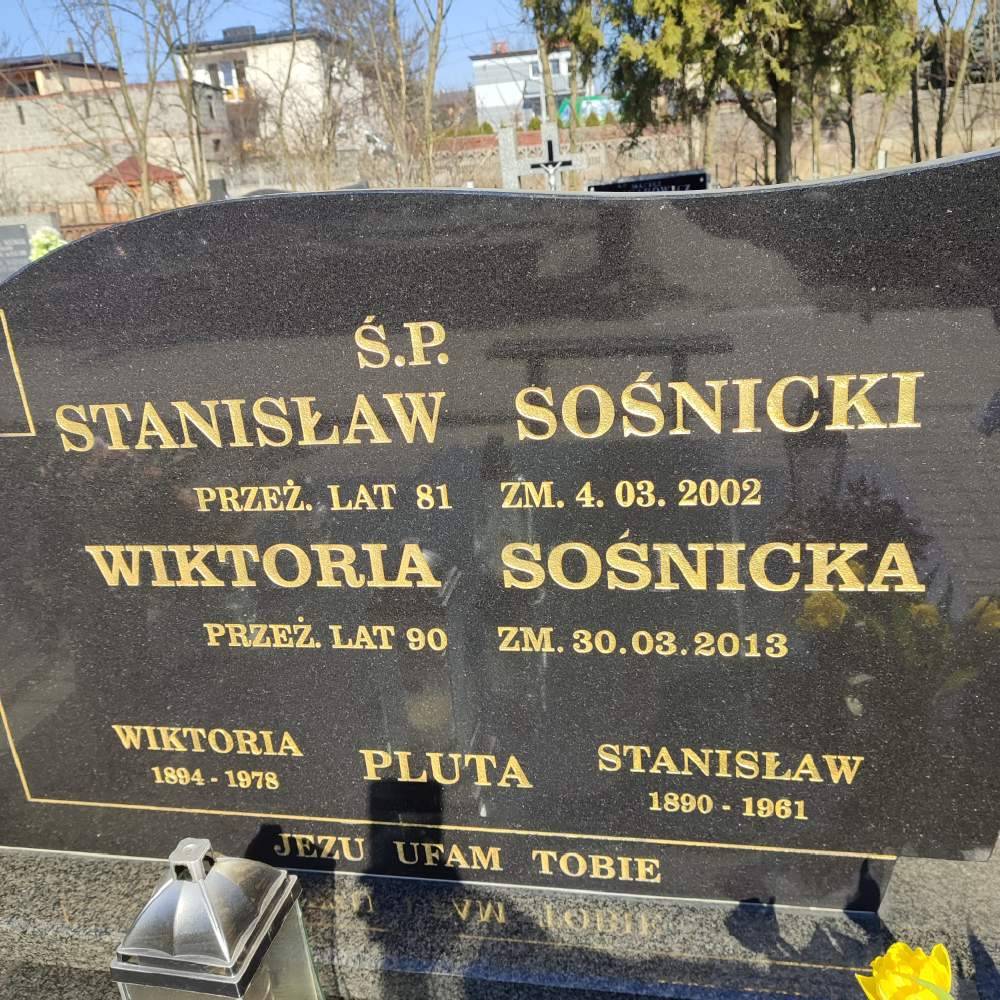 Ś.P.
STANISŁAW SOŚNICKI
PRZEŻ. LAT 81 ZM. 4. 03. 2002
WIKTORIA SOŚNICKA
PRZEŻ. LAT 90 ZM. 30.03.2013
WIKTORIA PLUTA STANISŁAW
1894 - 1978 1890 - 1961
JEZU UFAM TOBIE